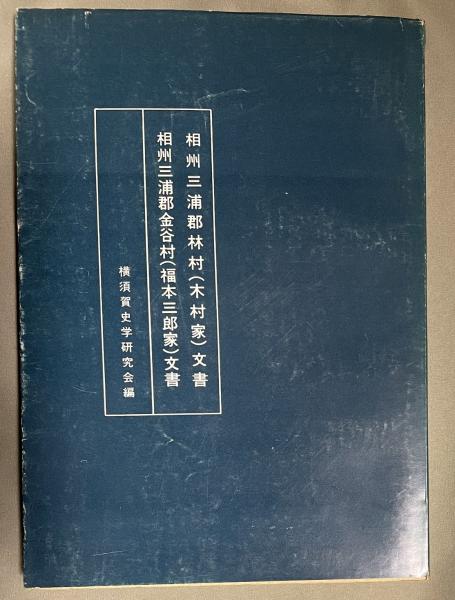 相州三浦郡林村(木村家)文書
相州三浦郡金谷村(福本三郎家)文書
横須賀史学研究会編